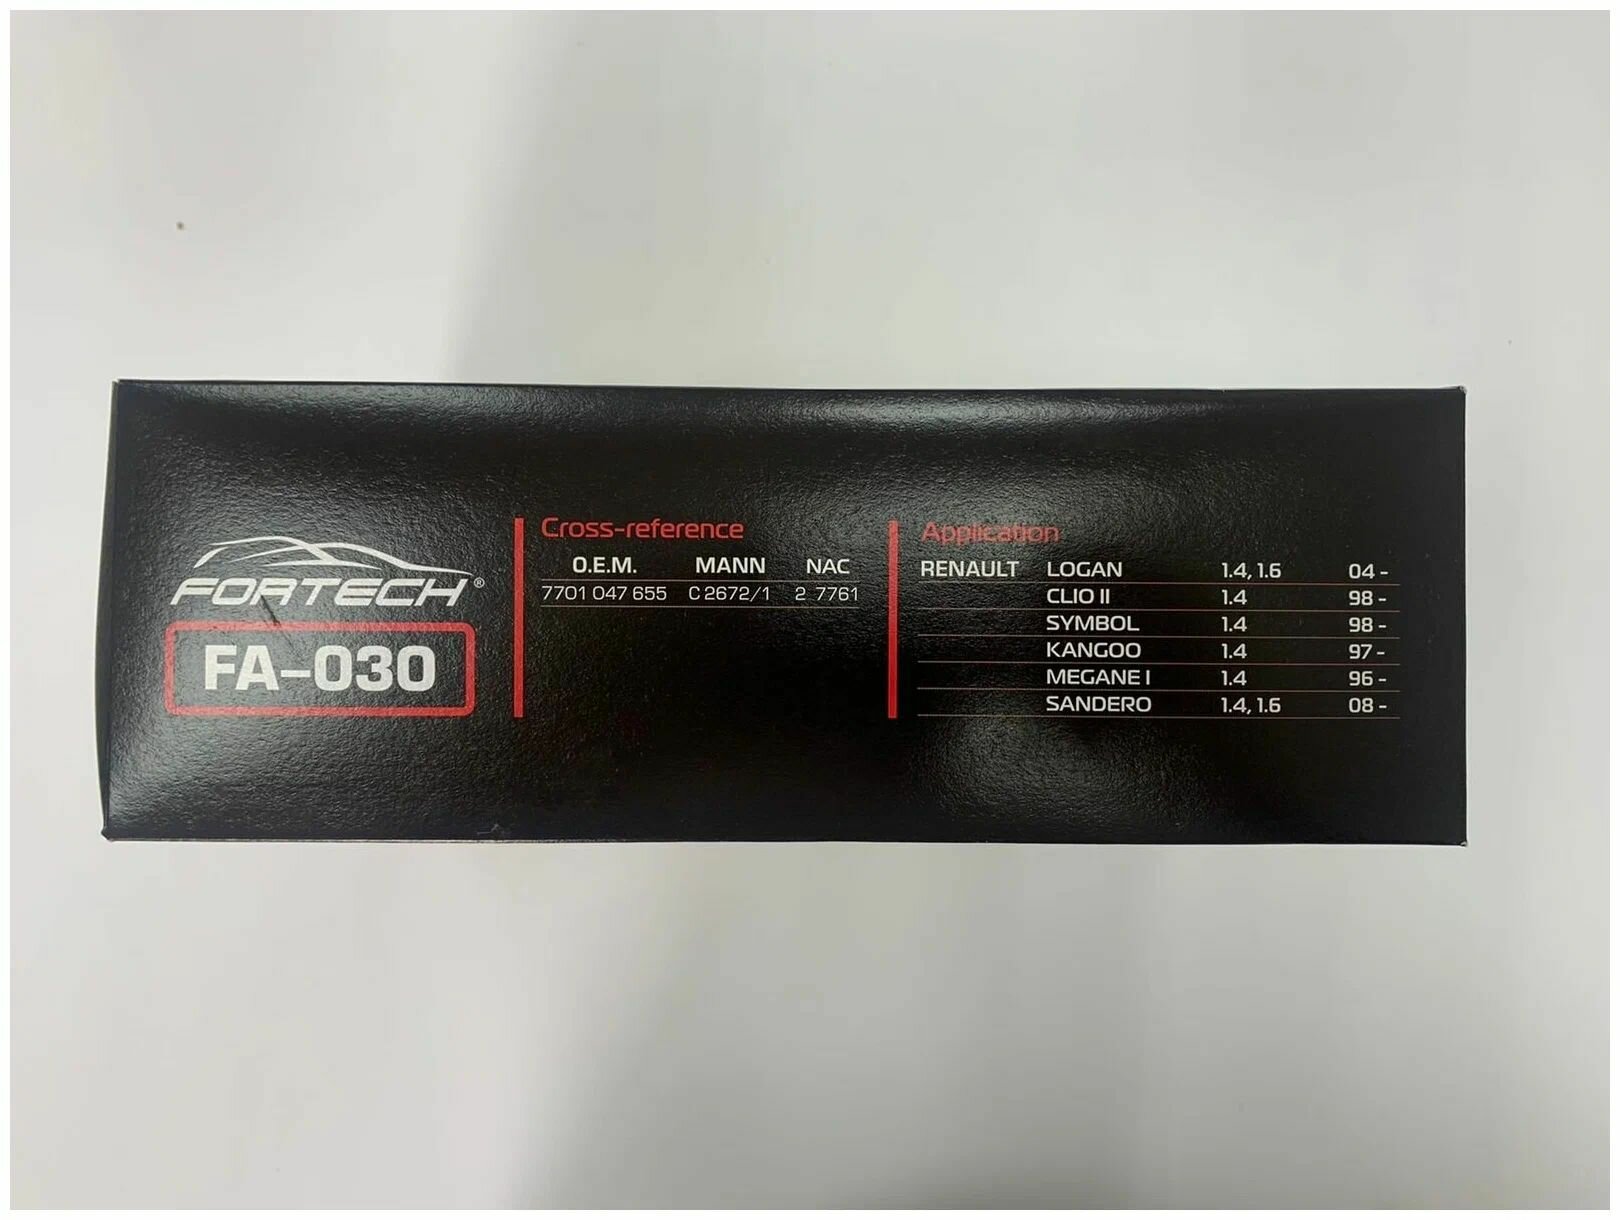 FORTECH®
FA-030
Cross-reference
O.E.M. MANN NAC
7701 047 655 C 2672/1 2 7761
Application
RENAULT LOGAN 1.4, 1.6 04 -
CLIO II 1.4 98 -
SYMBOL 1.4 98 -
KANGOO 1.4 97 -
MEGANE I 1.4 96 -
SANDERO 1.4, 1.6 08 -